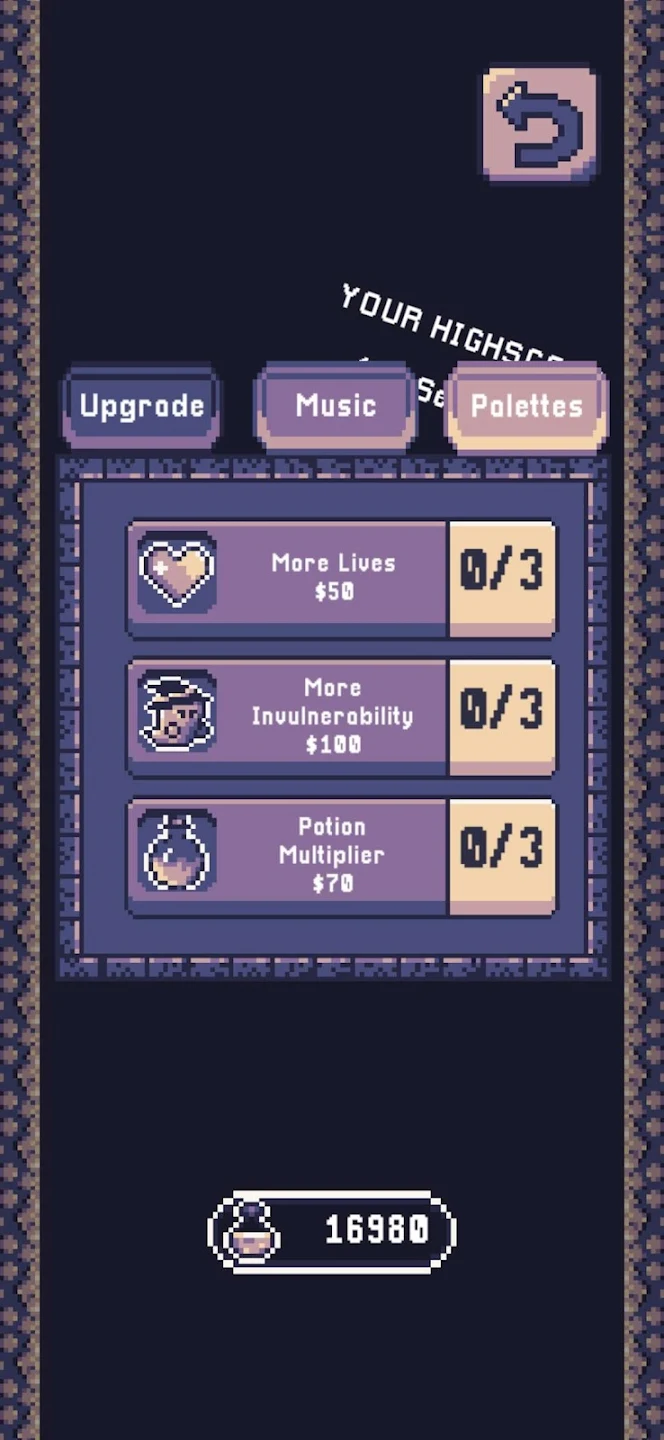 YOUR HIGHSC
Se
Upgrade
Music
Palettes
More Lives
$50
0/3
More
Invulnerability
$100
0/3
Potion
Multiplier
$70
0/3
16980